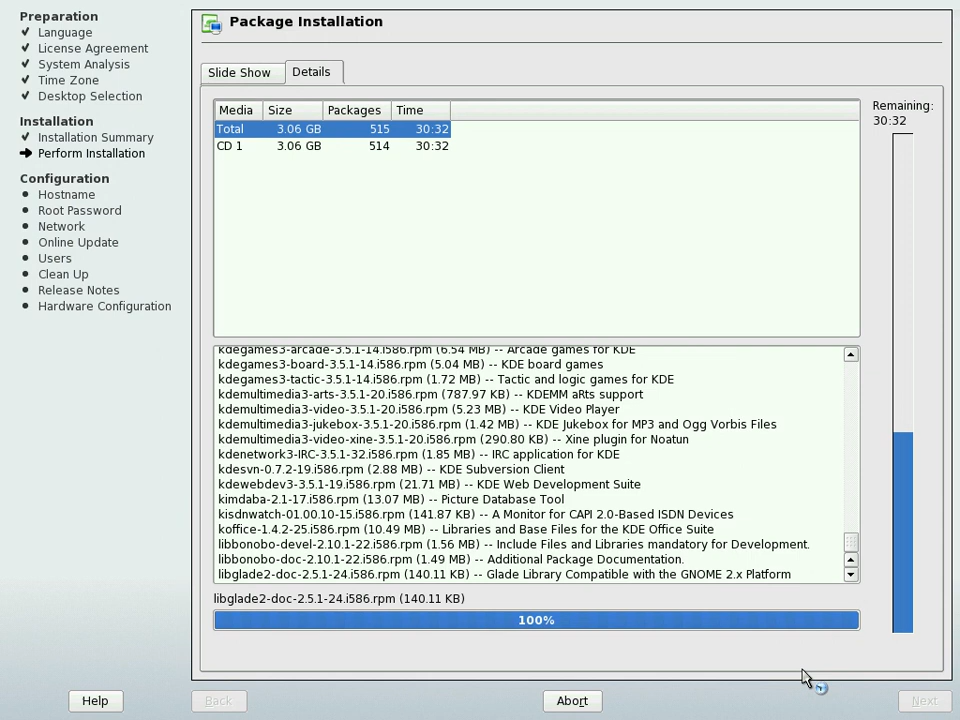 Preparation
Language
License Agreement
System Analysis
Time Zone
Desktop Selection
Installation
Installation Summary
Perform Installation
Configuration
Hostname
Root Password
Network
Online Update
Users
Clean Up
Release Notes
Hardware Configuration
Package Installation
Slide Show Details
Media Size Packages Time
Total 3.06 GB 515 30:32
CD 1 3.06 GB 514 30:32
Remaining:
30:32
kdegames3-arcade-3.5.1-14.i586.rpm (6.54 MB) -- Arcade games for KDE
kdegames3-board-3.5.1-14.i586.rpm (5.04 MB) -- KDE board games
kdegames3-tactic-3.5.1-14.i586.rpm (1.72 MB) -- Tactic and logic games for KDE
kdemultimedia3-arts-3.5.1-20.i586.rpm (787.97 KB) -- KDEMM aRts support
kdemultimedia3-video-3.5.1-20.i586.rpm (5.23 MB) -- KDE Video Player
kdemultimedia3-jukebox-3.5.1-20.i586.rpm (1.42 MB) -- KDE Jukebox for MP3 and Ogg Vorbis Files
kdemultimedia3-video-xine-3.5.1-20.i586.rpm (290.80 KB) -- Xine plugin for Noatun
kdenetwork3-IRC-3.5.1-32.i586.rpm (1.85 MB) -- IRC application for KDE
kdesvn-0.7.2-19.i586.rpm (2.88 MB) -- KDE Subversion Client
kdewebdev3-3.5.1-19.i586.rpm (21.71 MB) -- KDE Web Development Suite
kimdaba-2.1-17.i586.rpm (13.07 MB) -- Picture Database Tool
kisdnwatch-01.00.10-15.i586.rpm (141.87 KB) -- A Monitor for CAPI 2.0-Based ISDN Devices
koffice-1.4.2-25.i586.rpm (10.49 MB) -- Libraries and Base Files for the KDE Office Suite
libbonobo-devel-2.10.1-22.i586.rpm (1.56 MB) -- Include Files and Libraries mandatory for Development.
libbonobo-doc-2.10.1-22.i586.rpm (1.49 MB) -- Additional Package Documentation.
libglade2-doc-2.5.1-24.i586.rpm (140.11 KB) -- Glade Library Compatible with the GNOME 2.x Platform
libglade2-doc-2.5.1-24.i586.rpm (140.11 KB)
100%
Help Back Abort Next